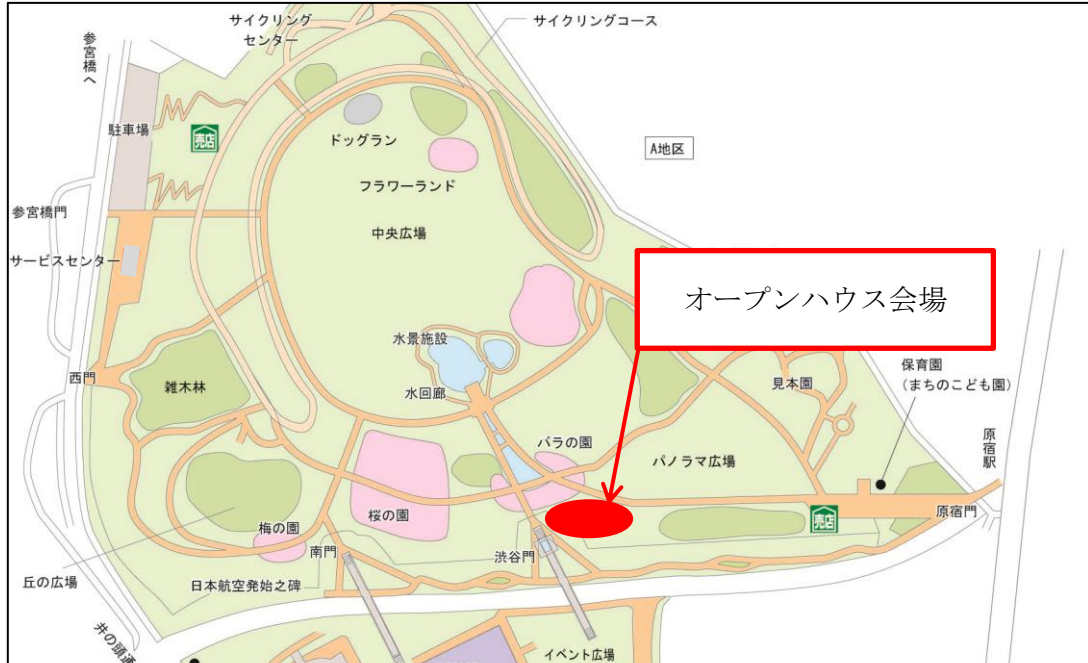 サイクリング
センター
サイクリングコース
参宮橋へ
駐車場
売店
ドッグラン
A地区
フラワーランド
参宮橋門
中央広場
サービスセンター
オープンハウス会場
水景施設
保育園
(まちのこども園)
西門
雑木林
水回廊
見本園
原宿駅
バラの園
パノラマ広場
桜の園
梅の園
売店
原宿門
南門
渋谷門
丘の広場
日本航空発始之碑
井の頭通
イベント広場